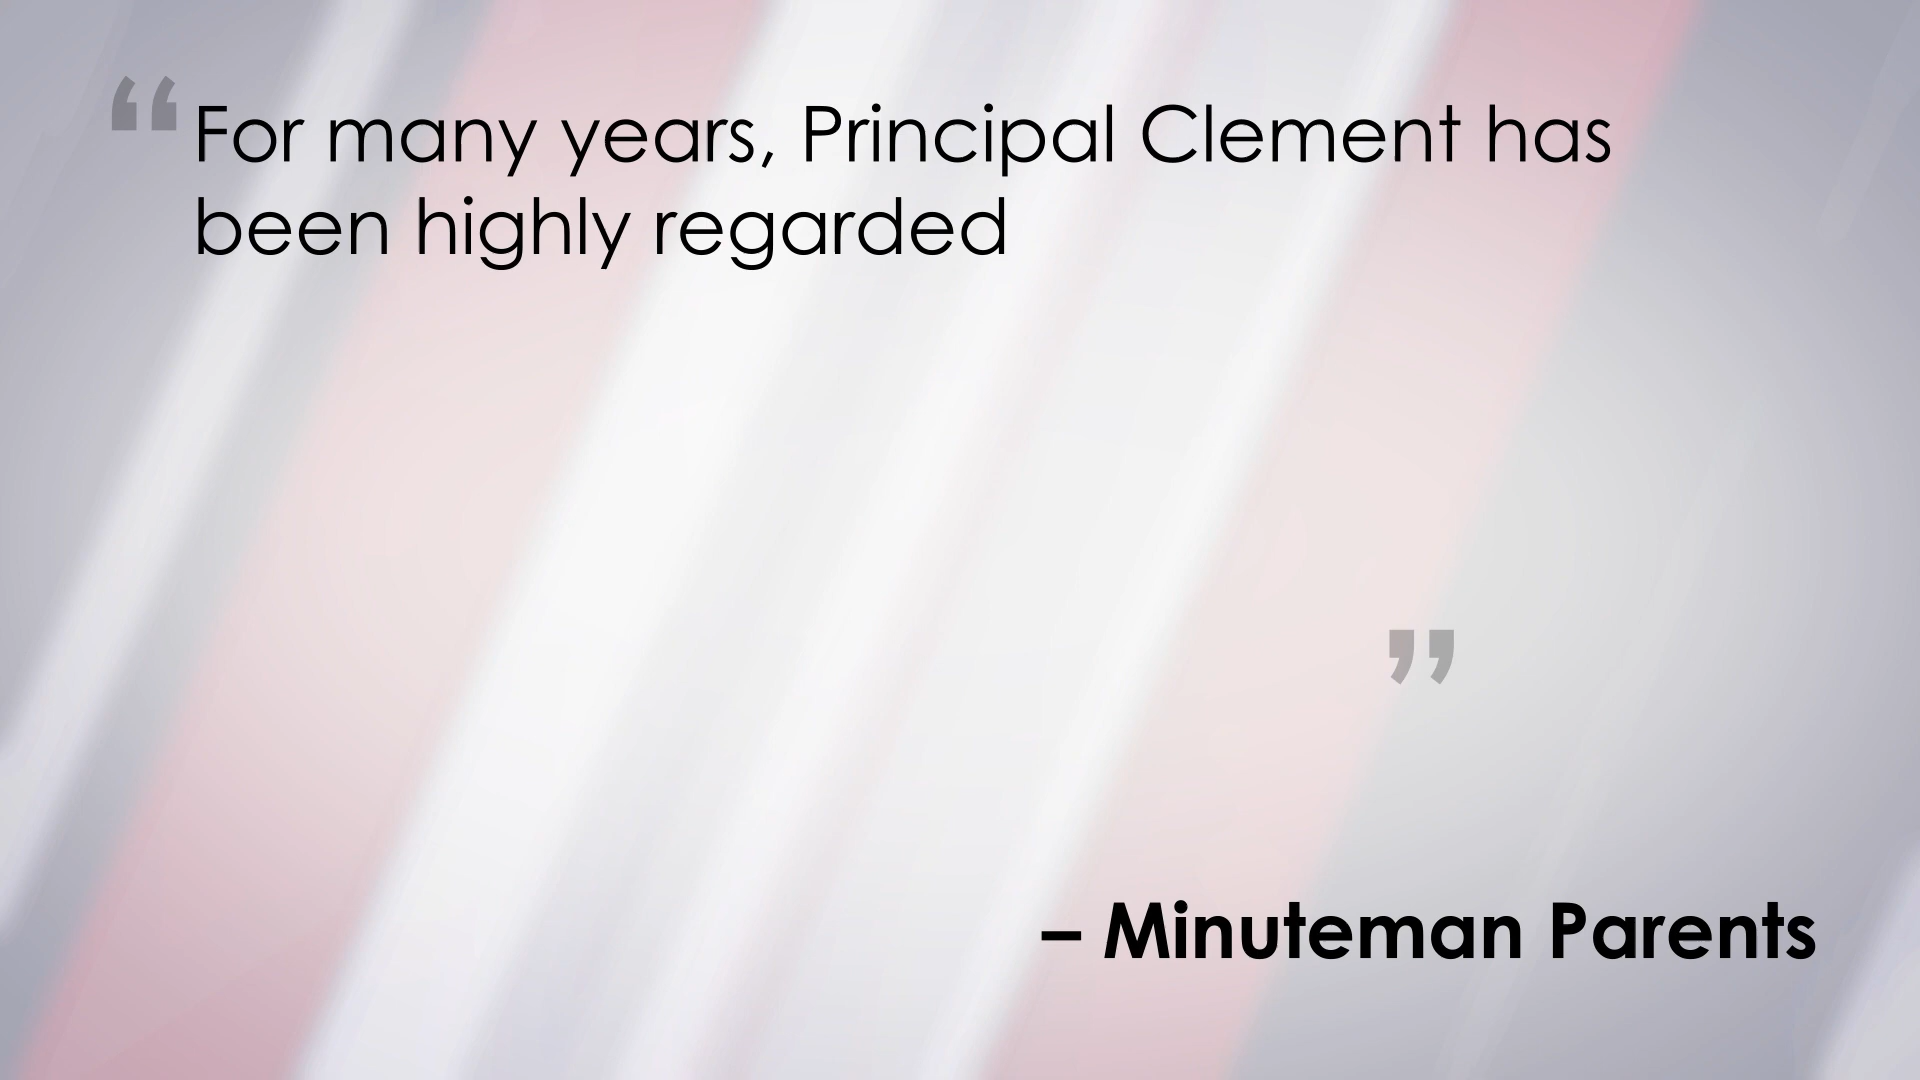 “For many years, Principal Clement has
been highly regarded
”
– Minuteman Parents